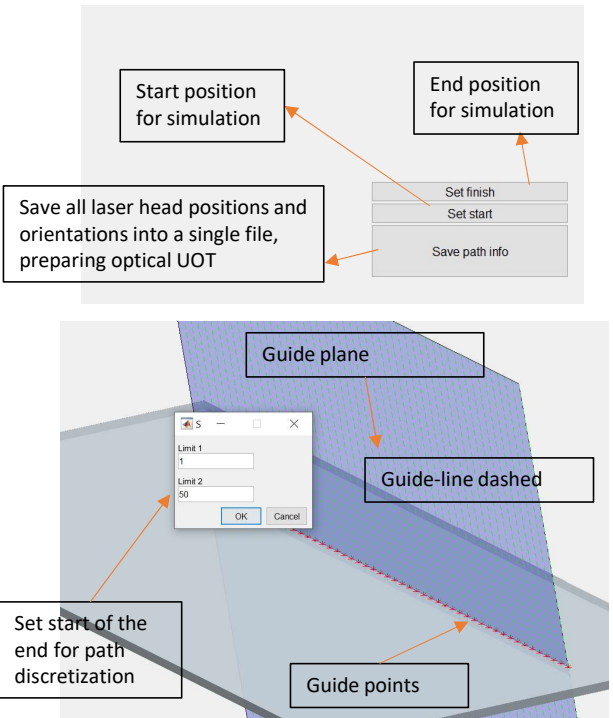 Start position
for simulation
End position
for simulation
Set finish
Set start
Save path info
Save all laser head positions and
orientations into a single file,
preparing optical UOT
Guide plane
S
Limit 1
1
Limit 2
50
OK
Cancel
Guide-line dashed
Set start of the
end for path
discretization
Guide points